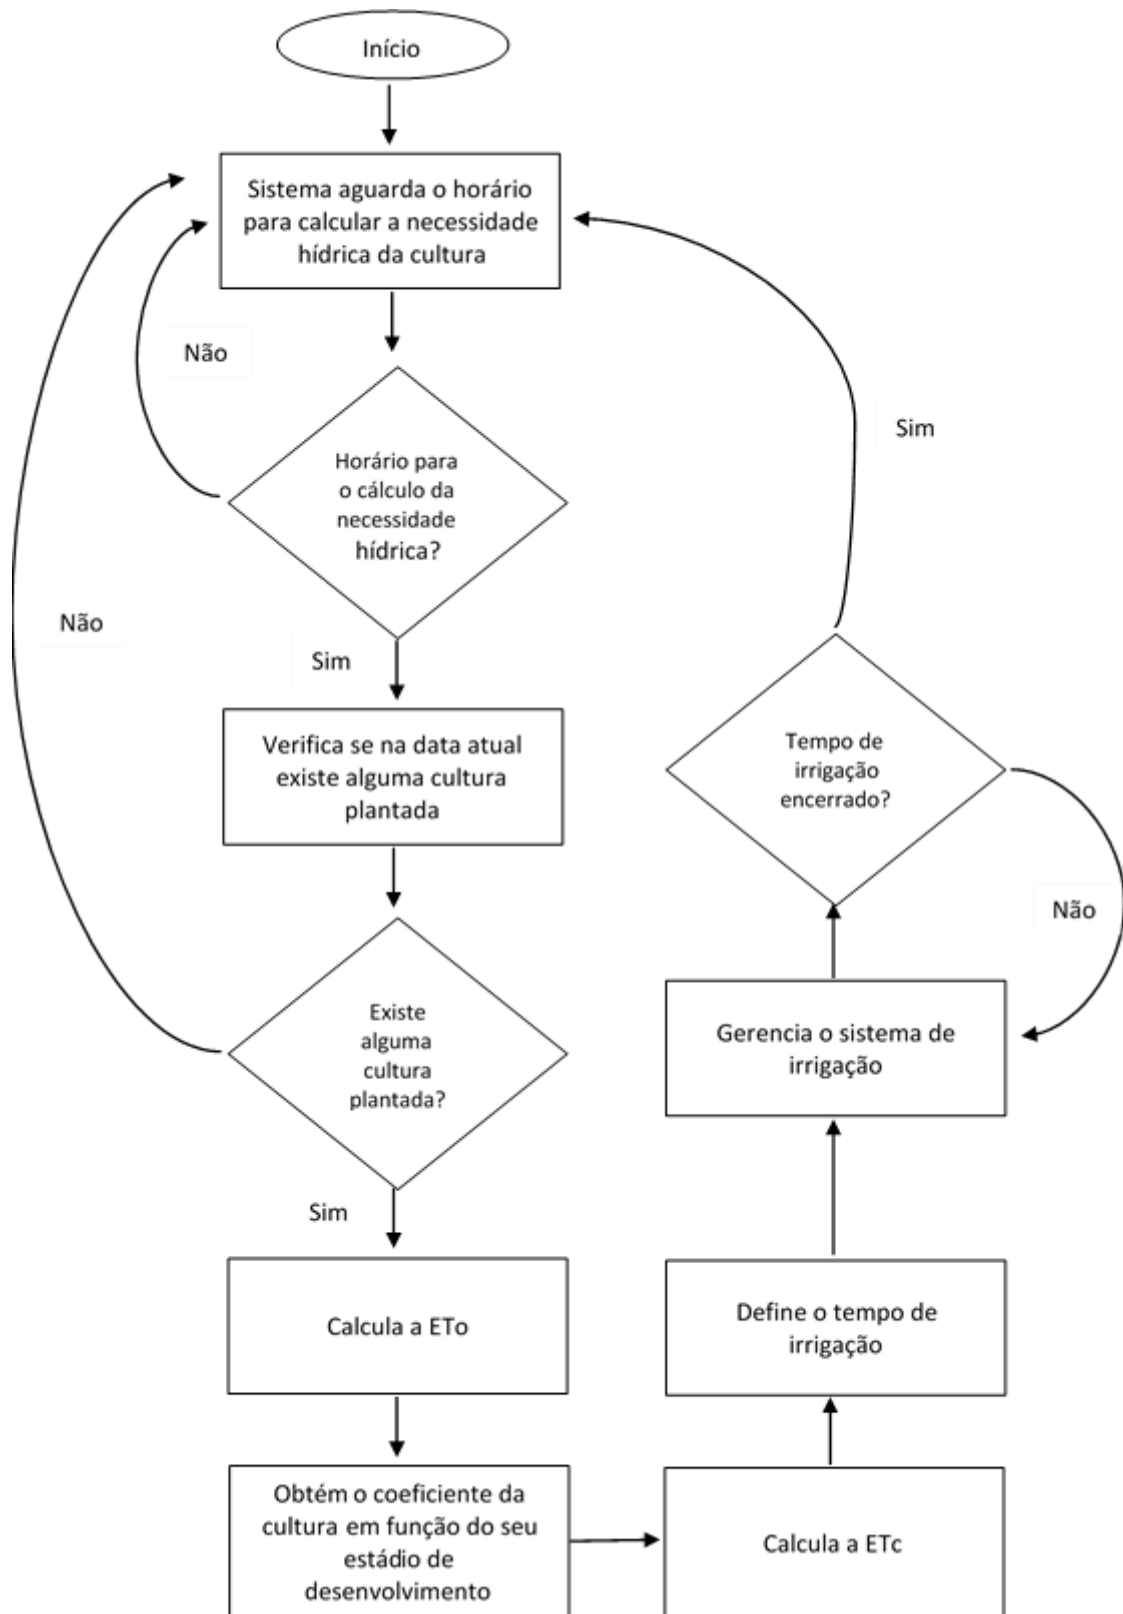 Início
Sistema aguarda o horário
para calcular a necessidade
hídrica da cultura
Não
Horário para
o cálculo da
necessidade
hídrica?
Sim
Não
Verifica se na data atual
existe alguma cultura
plantada
Existe
alguma
cultura
plantada?
Sim
Calcula a ETo
Obtém o coeficiente da
cultura em função do seu
estádio de
desenvolvimento
Calcula a ETc
Define o tempo de
irrigação
Gerencia o sistema de
irrigação
Tempo de
irrigação
encerrado?
Não
Sim